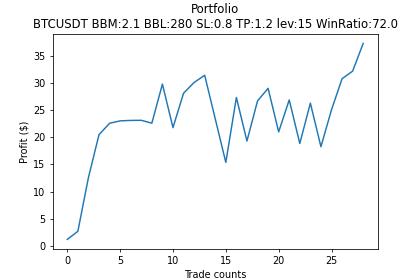 Portfolio
BTCUSDT BBM:2.1 BBL:280 SL:0.8 TP:1.2 lev:15 WinRatio:72.0
35
30
25
20
15
10
5
0
Profit ($)
0 5 10 15 20 25
Trade counts